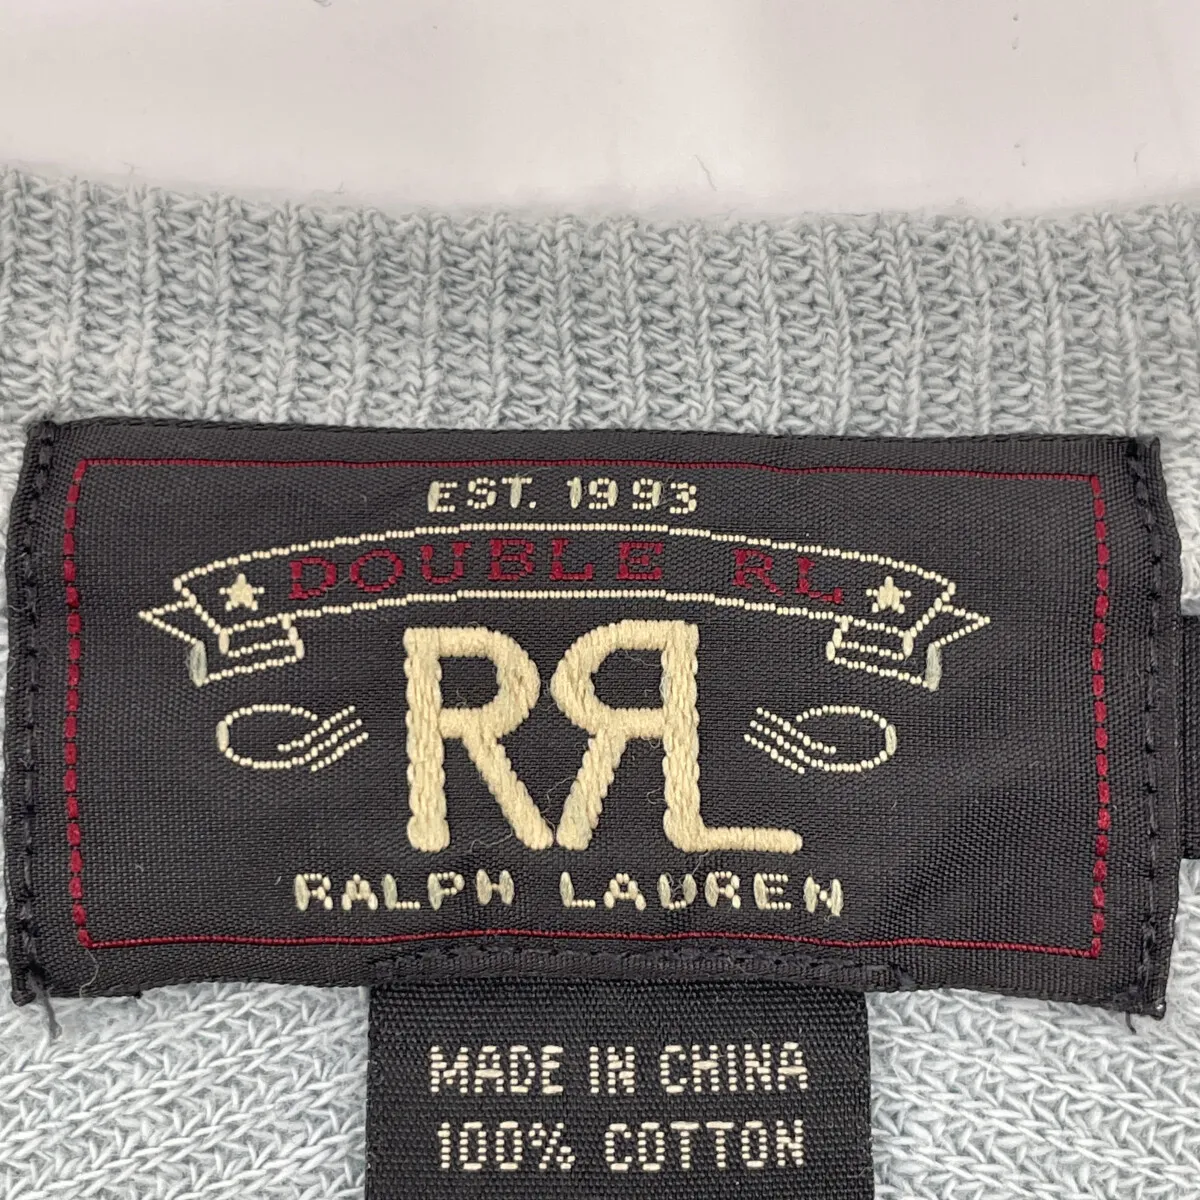 EST. 1993
DOUBLE RL
RRL
RALPH LAUREN
MADE IN CHINA
100% COTTON